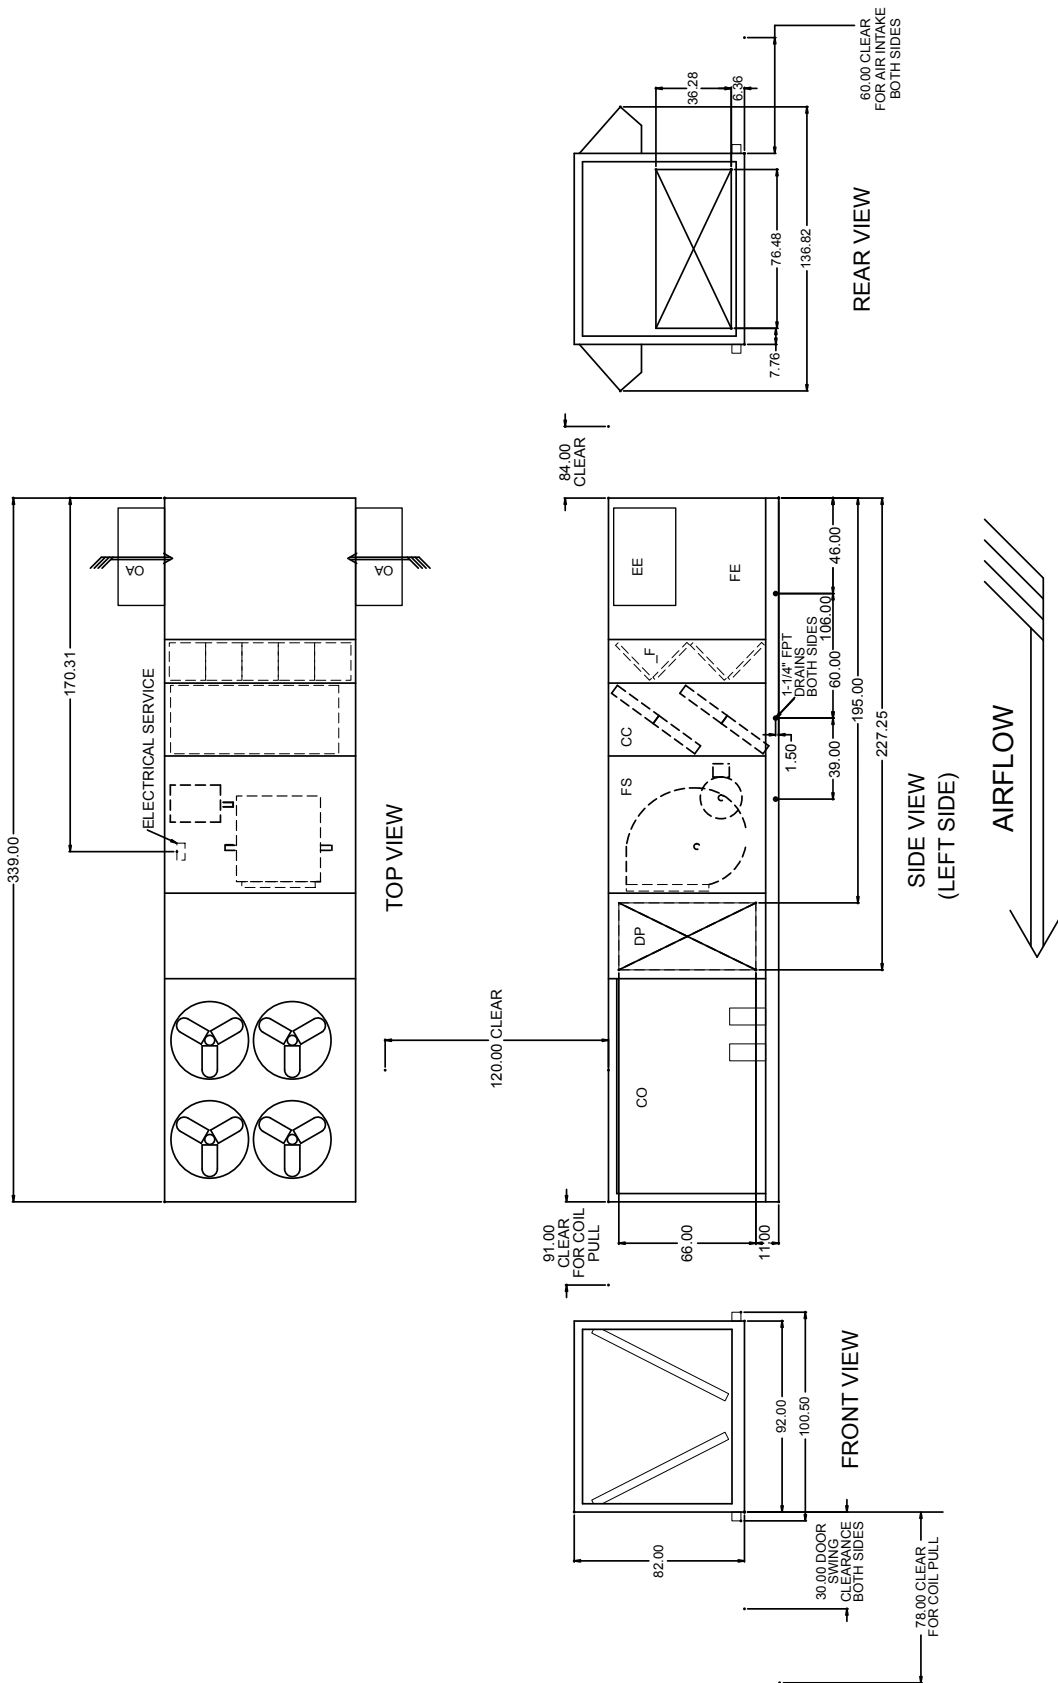 60.00 CLEAR
FOR AIR INTAKE
BOTH SIDES
36.28
6.36
76.48
136.82
7.76
REAR VIEW
84.00
CLEAR
339.00
170.31
ELECTRICAL SERVICE
OA
OA
TOP VIEW
EE
FE
_F_
CC
FS
DP
CO
46.00
106.00
60.00
1-1/4" FPT
DRAINS
BOTH SIDES
195.00
1.50
39.00
227.25
SIDE VIEW
(LEFT SIDE)
AIRFLOW
120.00 CLEAR
91.00
CLEAR
FOR COIL
PULL
66.00
11.00
82.00
92.00
100.50
FRONT VIEW
30.00 DOOR
SWING
CLEARANCE
BOTH SIDES
78.00 CLEAR
FOR COIL PULL